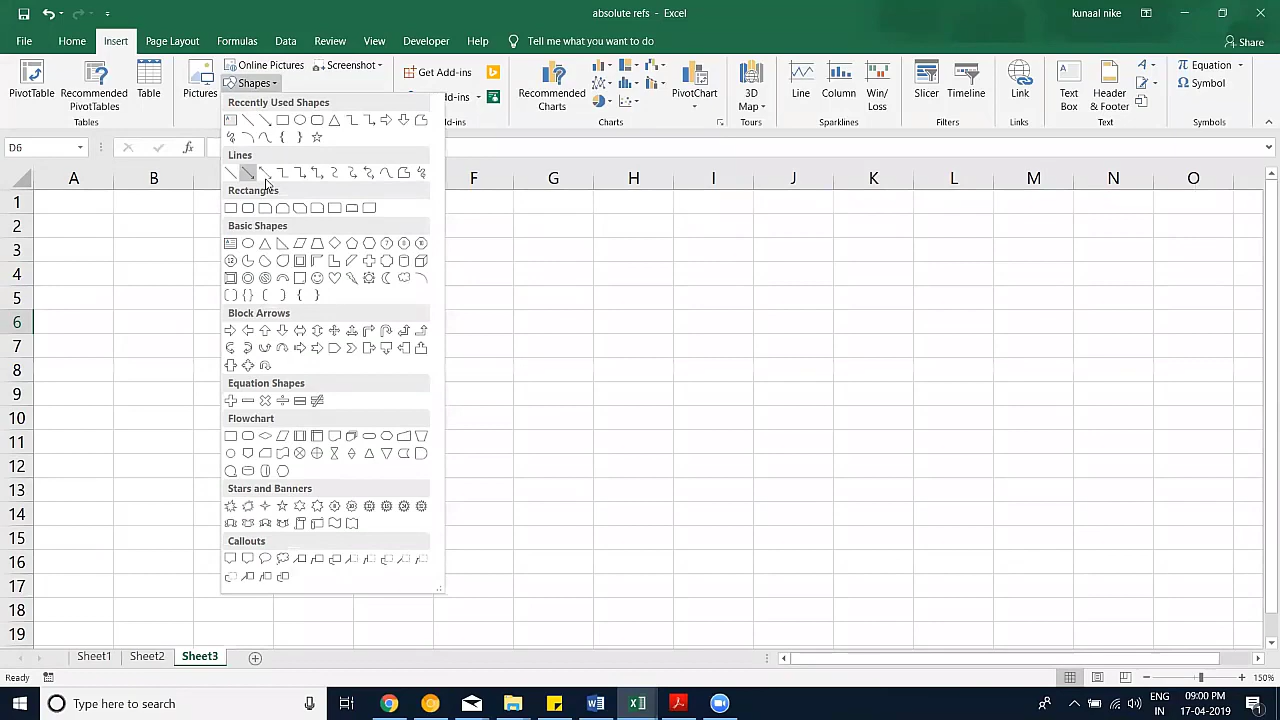 absolute refs - Excel
kunaal nike
File Home Insert Page Layout Formulas Data Review View Developer Help Tell me what you want to do Share
PivotTable
Recommended
PivotTables
Table
Pictures
Online Pictures
Shapes
Screenshot
Get Add-ins
Recommended
Charts
PivotChart
3D
Map
Line
Column
Win/
Loss
Slicer
Timeline
Link
Text
Box
Header
& Footer
Equation
Symbol
Charts
Tours
Sparklines
Filters
Links
Text
Symbols
D6
fx
Recently Used Shapes
Lines
Rectangles
Basic Shapes
Block Arrows
Equation Shapes
Flowchart
Stars and Banners
Callouts
A B F G H I J K L M N O
1
2
3
4
5
6
7
8
9
10
11
12
13
14
15
16
17
18
19
Sheet1 Sheet2 Sheet3
Ready
150%
Type here to search
ENG
IN
09:00 PM
17-04-2019